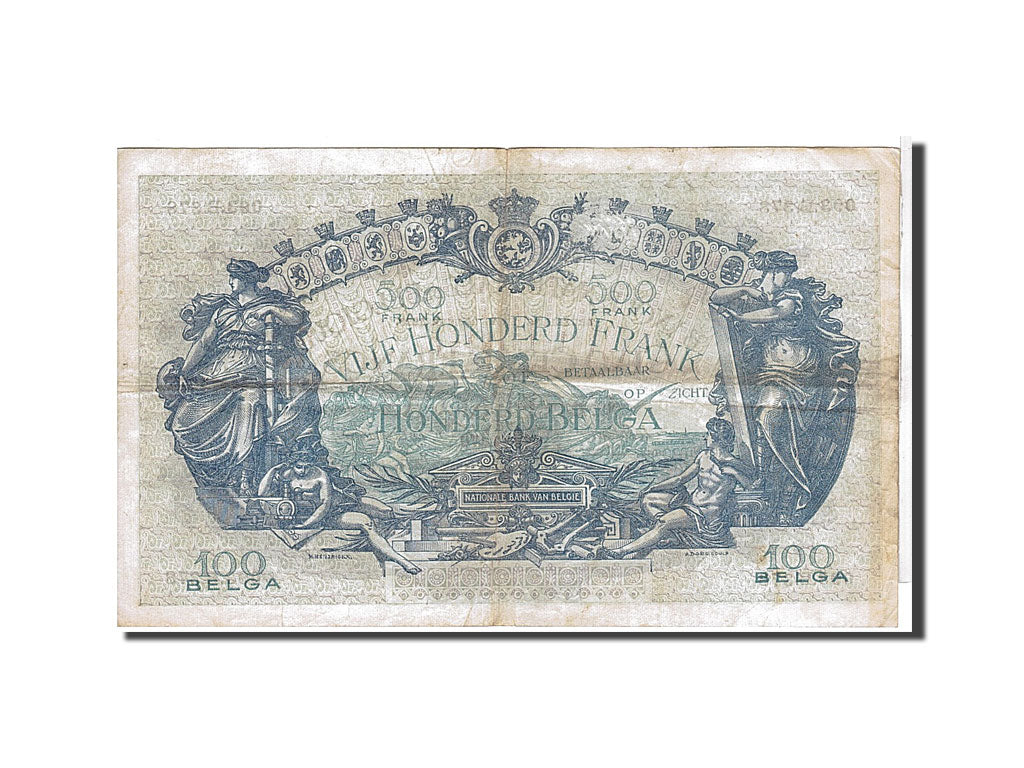 500 500
FRANK FRANK
VIJF HONDERD FRANK
OF BETAALBAAR
OP ZICHT
HONDERD BELGA
NATIONALE BANK VAN BELGIE
100 100
BELGA BELGA